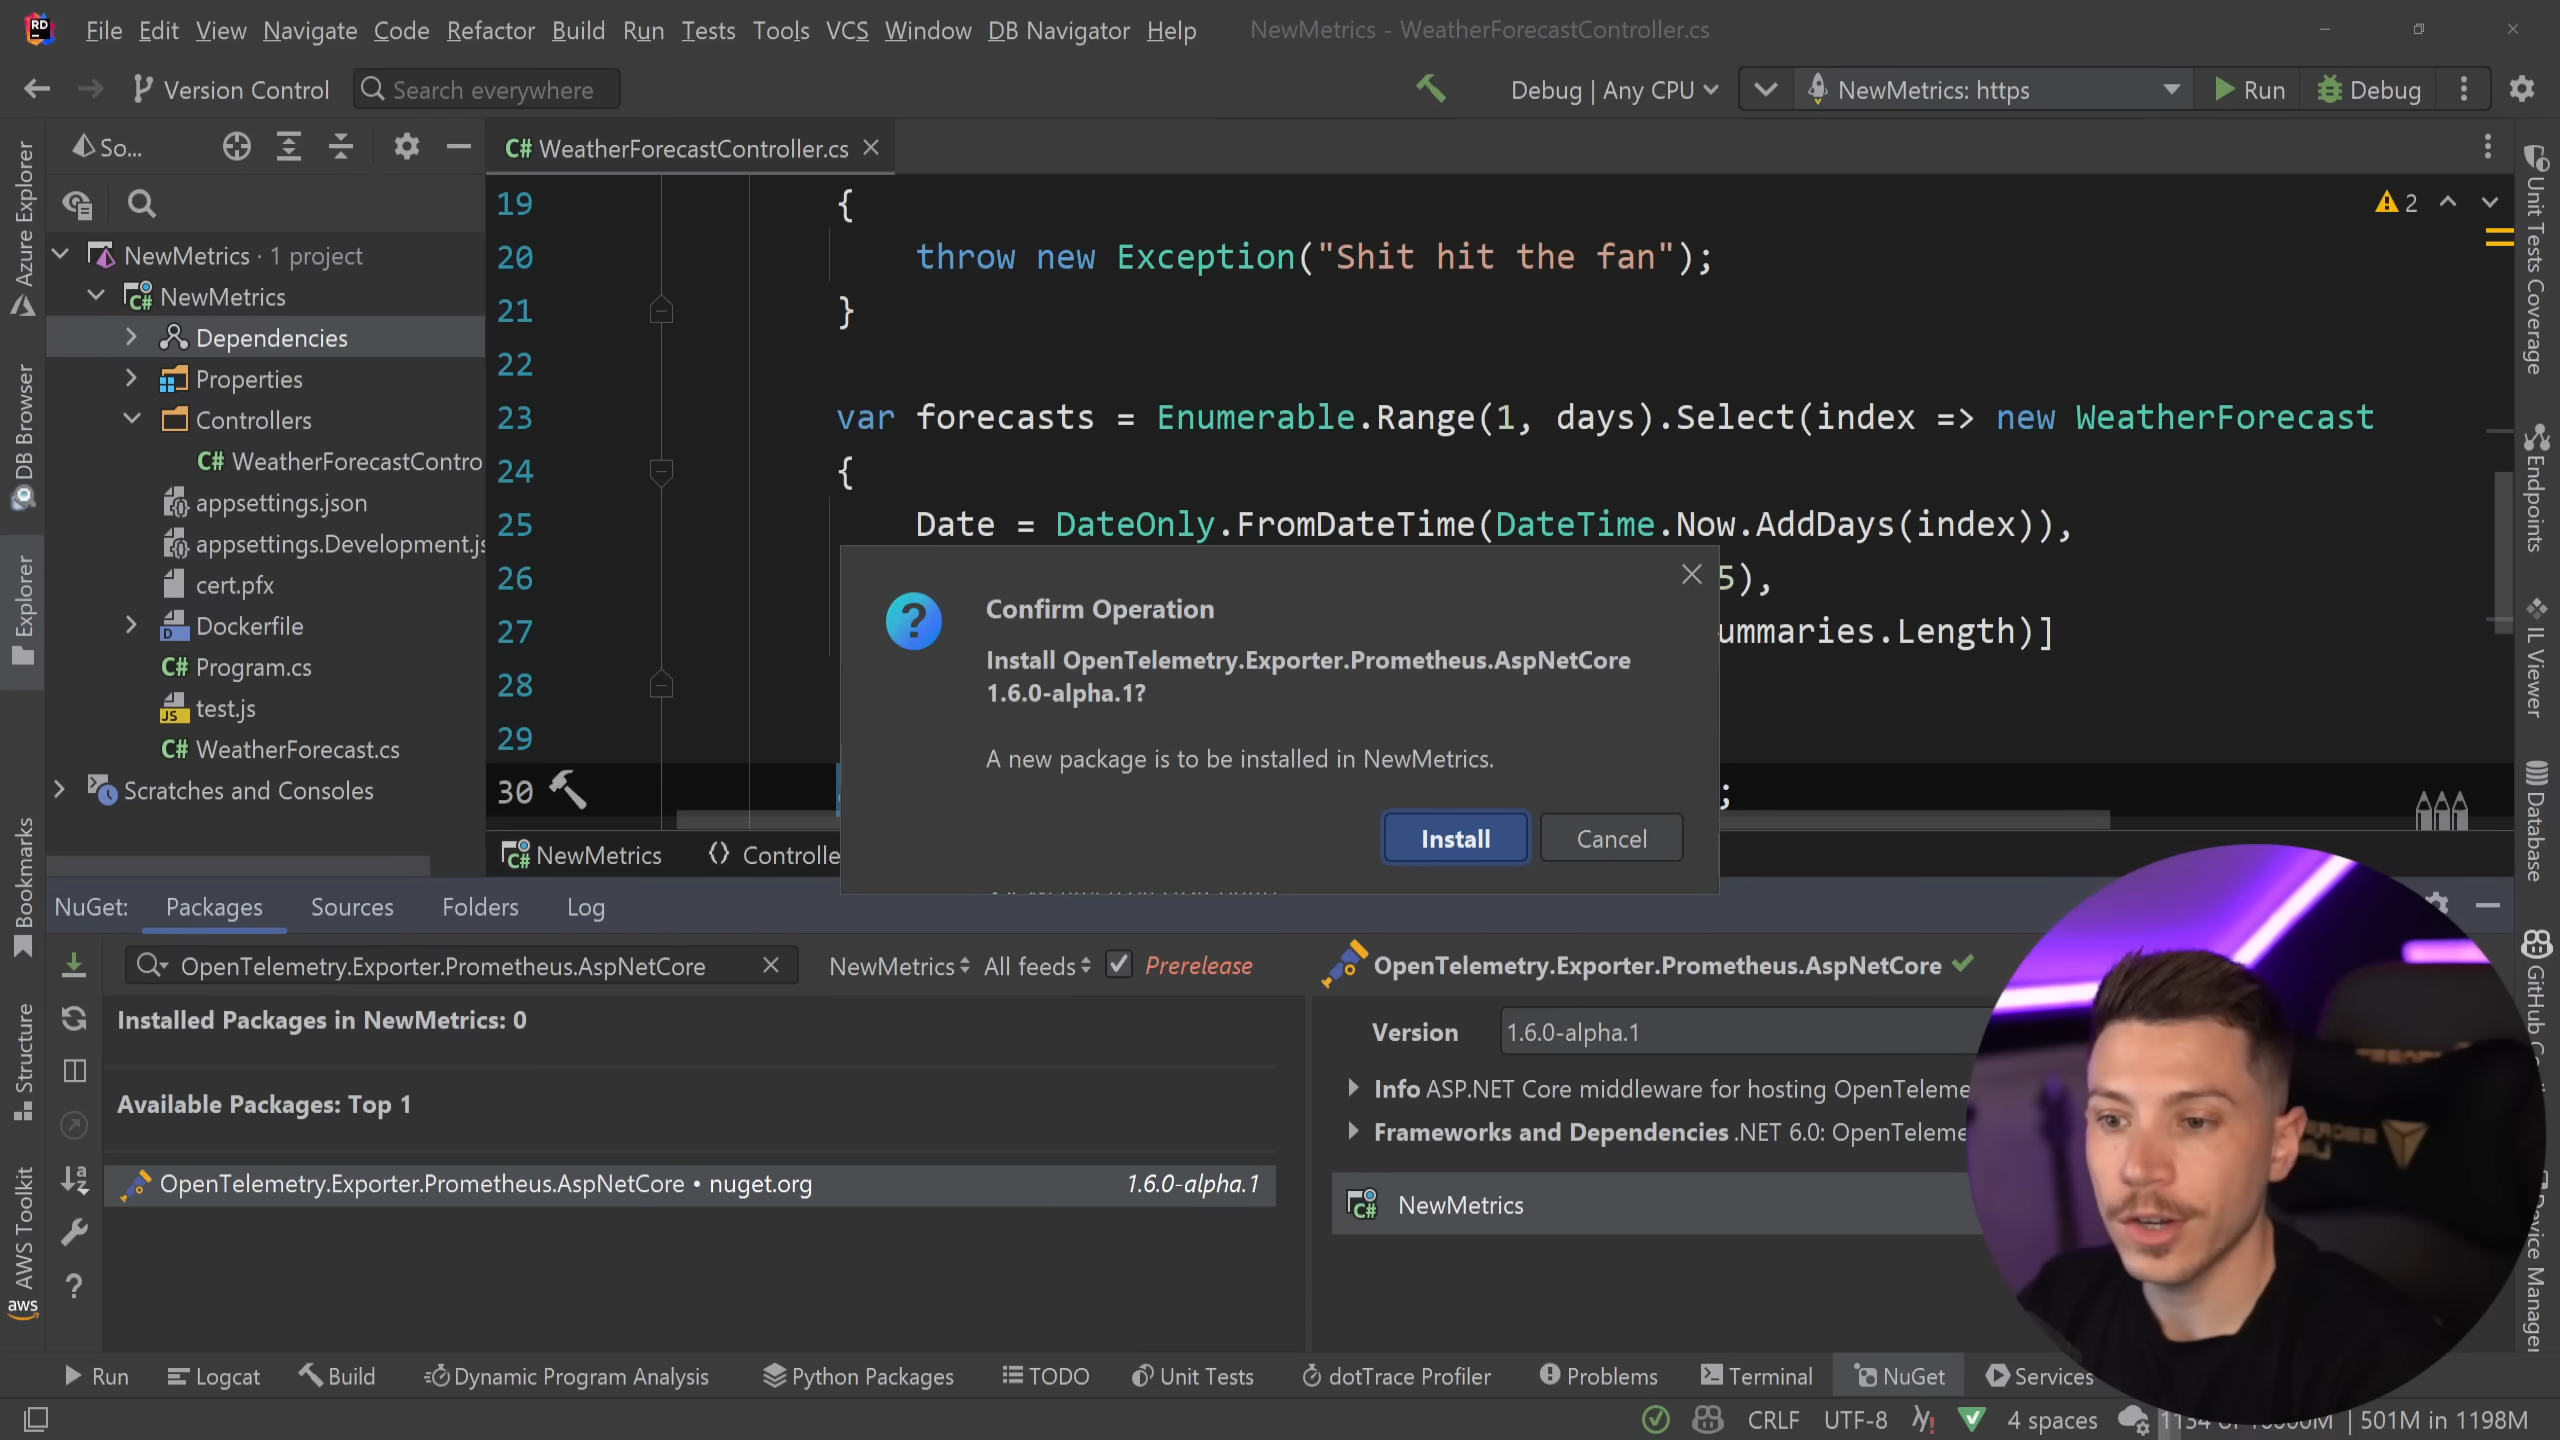 File Edit View Navigate Code Refactor Build Run Tests Tools VCS Window DB Navigator Help NewMetrics - WeatherForecastController.cs
Version Control Search everywhere Debug | Any CPU NewMetrics: https Run Debug
So...
C# WeatherForecastController.cs
NewMetrics · 1 project
NewMetrics
Dependencies
Properties
Controllers
C# WeatherForecastContro
appsettings.json
appsettings.Development.js
cert.pfx
Dockerfile
C# Program.cs
test.js
C# WeatherForecast.cs
Scratches and Consoles
Azure Explorer
DB Browser
Explorer
Bookmarks
Structure
AWS Toolkit
aws
2
19 {
20 throw new Exception("Shit hit the fan");
21 }
22
23 var forecasts = Enumerable.Range(1, days).Select(index => new WeatherForecast
24 {
25 Date = DateOnly.FromDateTime(DateTime.Now.AddDays(index)),
26 5),
27 ummaries.Length)]
28
29
30 ;
Confirm Operation
Install OpenTelemetry.Exporter.Prometheus.AspNetCore
1.6.0-alpha.1?
A new package is to be installed in NewMetrics.
Install Cancel
NewMetrics Controlle
Unit Tests Coverage
Endpoints
IL Viewer
Database
GitHub Co
Device Manager
NuGet: Packages Sources Folders Log
OpenTelemetry.Exporter.Prometheus.AspNetCore NewMetrics All feeds Prerelease
Installed Packages in NewMetrics: 0
Available Packages: Top 1
OpenTelemetry.Exporter.Prometheus.AspNetCore • nuget.org 1.6.0-alpha.1
OpenTelemetry.Exporter.Prometheus.AspNetCore
Version 1.6.0-alpha.1
Info ASP.NET Core middleware for hosting OpenTeleme
Frameworks and Dependencies .NET 6.0: OpenTeleme
NewMetrics
Run Logcat Build Dynamic Program Analysis Python Packages TODO Unit Tests dotTrace Profiler Problems Terminal NuGet Services
CRLF UTF-8 4 spaces | 501M in 1198M